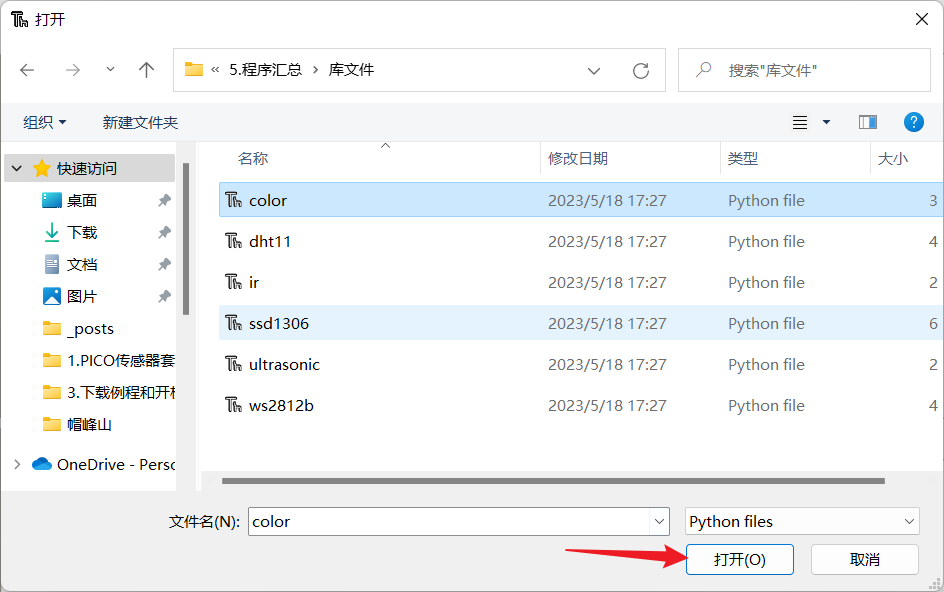 打开
« 5.程序汇总 › 库文件
搜索"库文件"
组织 新建文件夹
名称 修改日期 类型 大小
快速访问
桌面
下载
文档
图片
_posts
1.PICO传感器套
3.下载例程和开
帽峰山
OneDrive - Perso
color 2023/5/18 17:27 Python file 3
dht11 2023/5/18 17:27 Python file 4
ir 2023/5/18 17:27 Python file 2
ssd1306 2023/5/18 17:27 Python file 6
ultrasonic 2023/5/18 17:27 Python file 2
ws2812b 2023/5/18 17:27 Python file 4
文件名(N): color Python files
打开(O) 取消